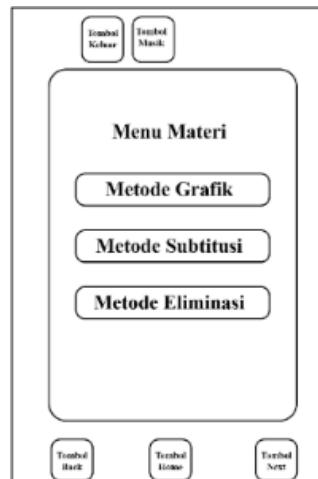 Tombol Keluar
Tombol Musik
Menu Materi
Metode Grafik
Metode Subtitusi
Metode Eliminasi
Tombol Back
Tombol Home
Tombol Next